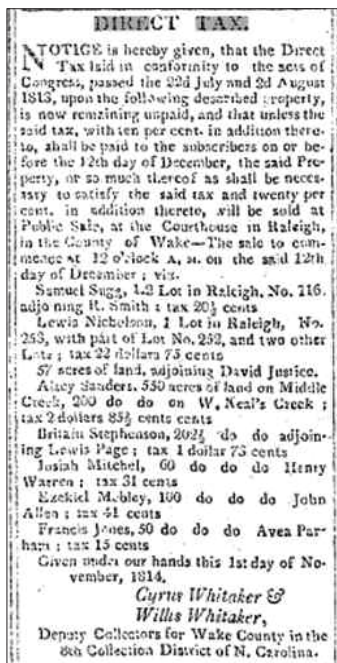 DIRECT TAX.
NOTICE is hereby given, that the Direct
Tax laid in conformity to the acts of
Congress, passed the 22d July and 2d August
1813, upon the following described property,
is now remaining unpaid, and that unless the
said tax, with ten per cent. in addition there-
to, shall be paid to the subscribers on or be-
fore the 12th day of December, the said Pro-
perty, or so much thereof as shall be neces-
sary to satisfy the said tax and twenty per
cent. in addition thereto, will be sold at
Public Sale, at the Courthouse in Raleigh,
in the County of Wake—The sale to com-
mence at 12 o'clock A, M. on the said 12th
day of December ; viz.
Samuel Sugg, 1.2 Lot in Raleigh, No. 116,
adjoining R. Smith : tax 20½ cents
Lewis Nicholson, 1 Lot in Raleigh, No.
253, with part of Lot No. 252, and two other
Lots ; tax 22 dollars 75 cents
57 acres of land, adjoining David Justice.
Sanders, 550 acres of land on Middle
Creek, 200 do do on W. Neal's Creek ;
tax 2 dollars 85½ cents cents
Britain Stephenson, 202½ do do adjoin-
ing Lewis Page ; tax 1 dollar 73 cents
Josiah Mitchel, 60 do do do Henry
Warren ; tax 31 cents
Ezekiel Mobley, 100 do do do John
Allen ; tax 41 cents
Francis Jones, 50 do do do Avea Par-
ham ; tax 15 cents
Given under our hands this 1st day of No-
vember, 1814.
Cyrus Whitaker &
Willis Whitaker,
Deputy Collectors for Wake County in the
8th Collection District of N. Carolina.